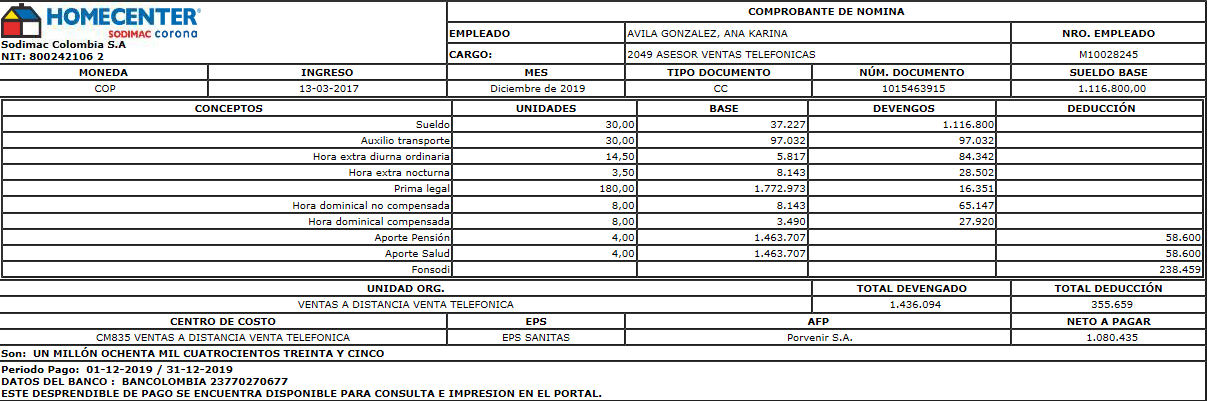 HOMECENTER
SODIMAC corona
Sodimac Colombia S.A
NIT: 800242106 2
COMPROBANTE DE NOMINA
EMPLEADO AVILA GONZALEZ, ANA KARINA NRO. EMPLEADO
CARGO: 2049 ASESOR VENTAS TELEFONICAS M10028245
MONEDA INGRESO MES TIPO DOCUMENTO NÚM. DOCUMENTO SUELDO BASE
COP 13-03-2017 Diciembre de 2019 CC 1015463915 1.116.800,00
CONCEPTOS UNIDADES BASE DEVENGOS DEDUCCIÓN
Sueldo 30,00 37.227 1.116.800
Auxilio transporte 30,00 97.032 97.032
Hora extra diurna ordinaria 14,50 5.817 84.342
Hora extra nocturna 3,50 8.143 28.502
Prima legal 180,00 1.772.973 16.351
Hora dominical no compensada 8,00 8.143 65.147
Hora dominical compensada 8,00 3.490 27.920
Aporte Pensión 4,00 1.463.707 58.600
Aporte Salud 4,00 1.463.707 58.600
Fonsodi 238.459
UNIDAD ORG. TOTAL DEVENGADO TOTAL DEDUCCIÓN
VENTAS A DISTANCIA VENTA TELEFONICA 1.436.094 355.659
CENTRO DE COSTO EPS AFP NETO A PAGAR
CM835 VENTAS A DISTANCIA VENTA TELEFONICA EPS SANITAS Porvenir S.A. 1.080.435
Son: UN MILLÓN OCHENTA MIL CUATROCIENTOS TREINTA Y CINCO
Periodo Pago: 01-12-2019 / 31-12-2019
DATOS DEL BANCO : BANCOLOMBIA 23770270677
ESTE DESPRENDIBLE DE PAGO SE ENCUENTRA DISPONIBLE PARA CONSULTA E IMPRESION EN EL PORTAL.